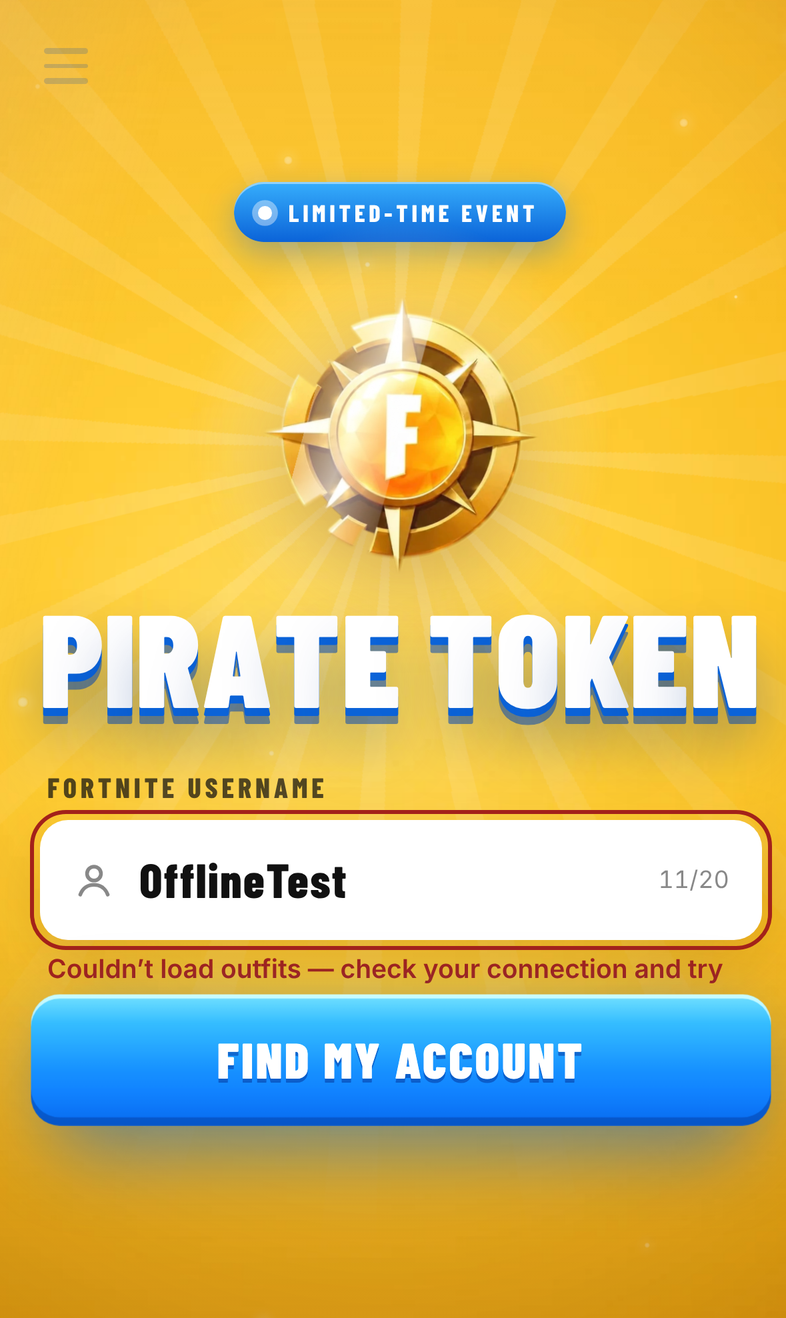 LIMITED-TIME EVENT
F
PIRATE TOKEN
FORTNITE USERNAME
OfflineTest
11/20
Couldn’t load outfits — check your connection and try
FIND MY ACCOUNT